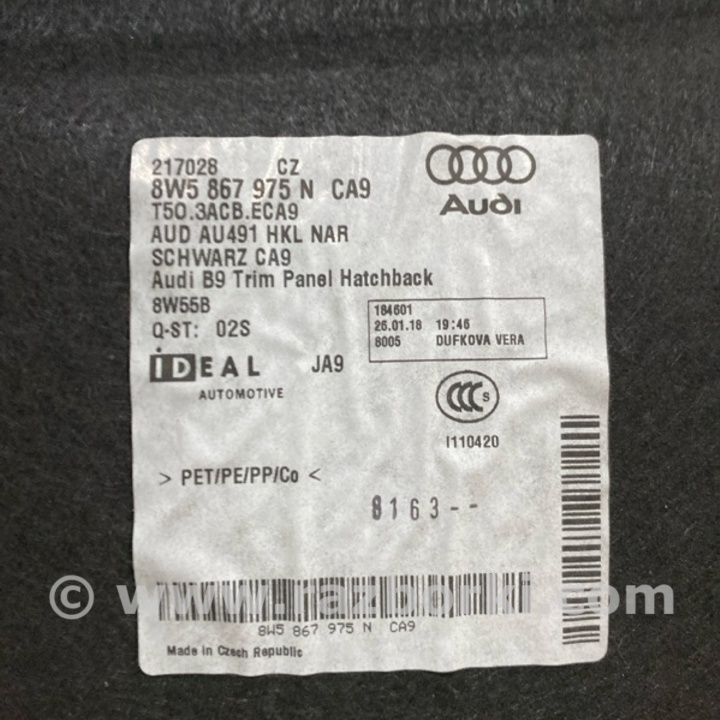 217028 CZ
8W5 867 975 N CA9
T50.3ACB.ECA9
AUD AU491 HKL NAR
SCHWARZ CA9
Audi B9 Trim Panel Hatchback
8W55B
Q-ST: 02S
Audi
184601
26.01.18 19:46
8005 DUFKOVA VERA
IDEAL JA9
AUTOMOTIVE
CCC S
I110420
> PET/PE/PP/Co <
8163--
© www.razborki.com
8W5 867 975 N CA9
Made in Czech Republic